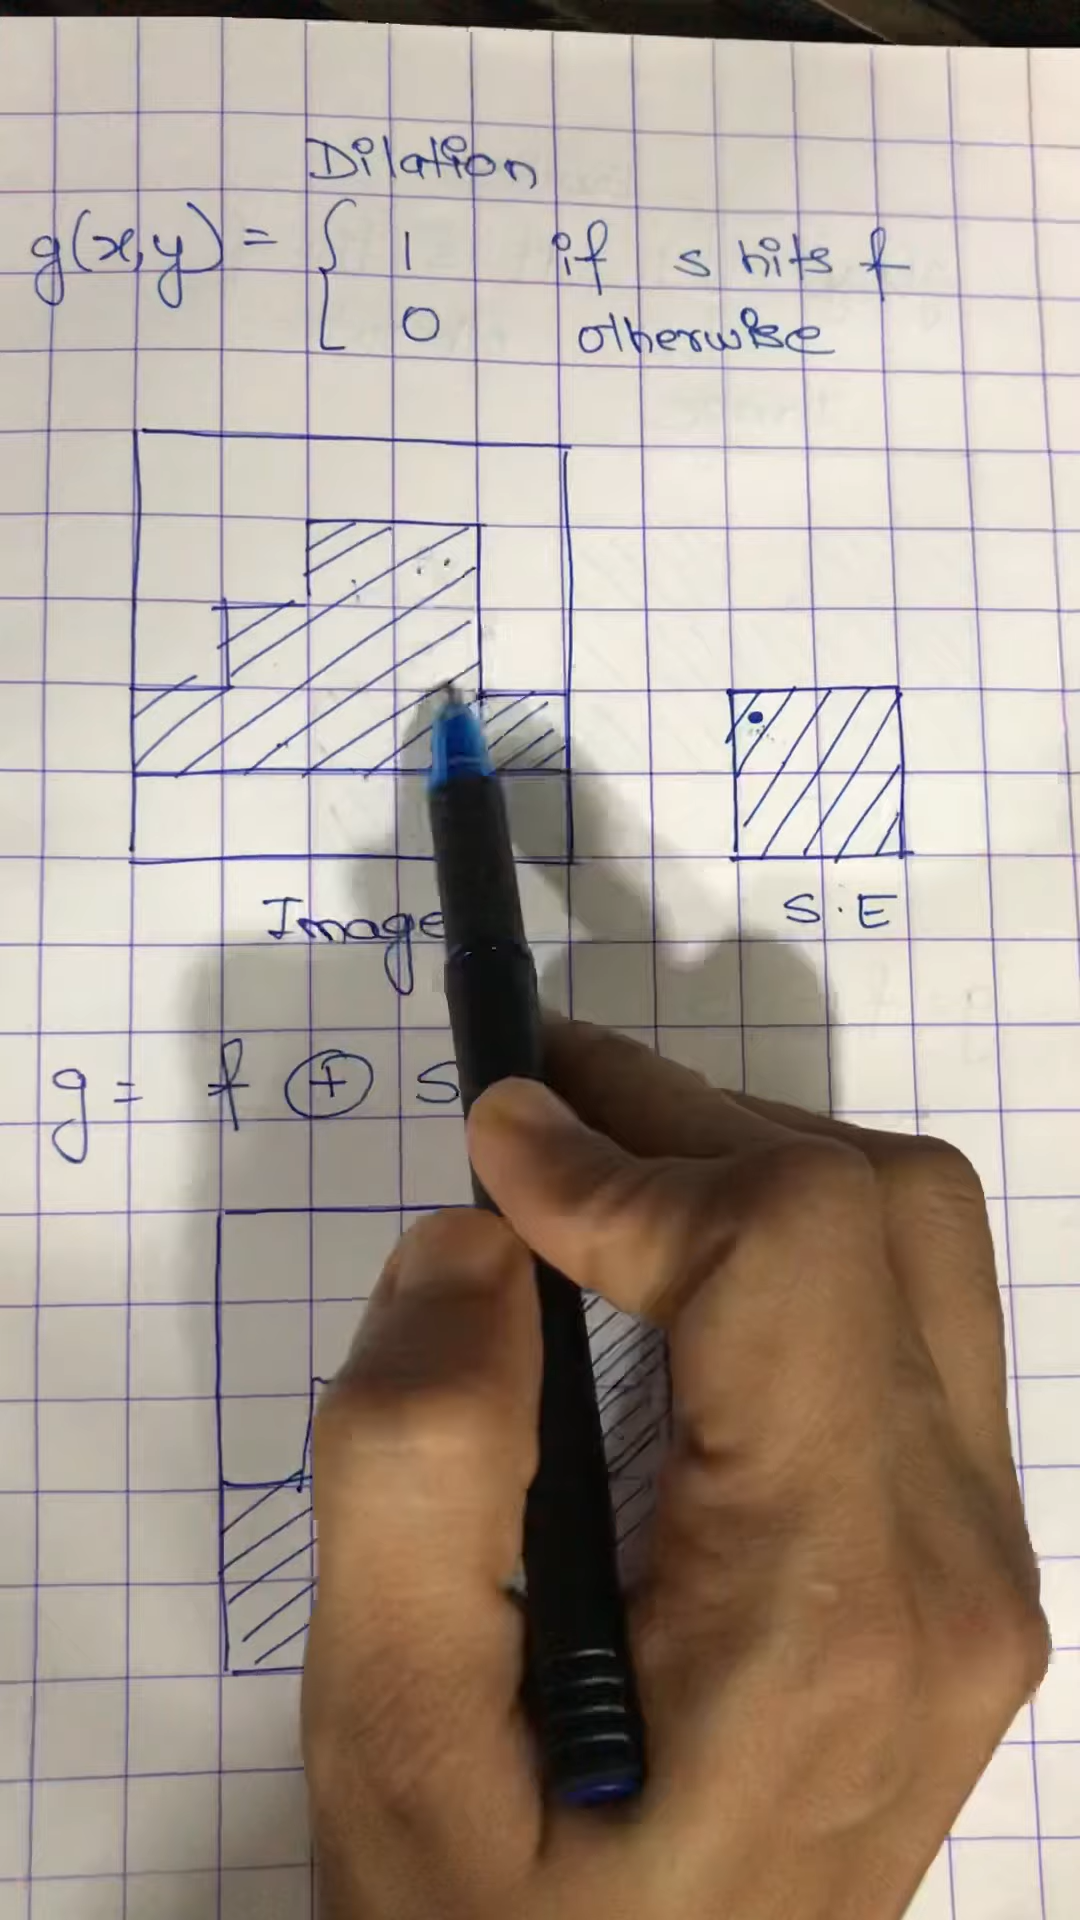 Dilation
g(x,y) = { 1 if s hits f
0 otherwise
Image
S.E
g = f ⊕ S